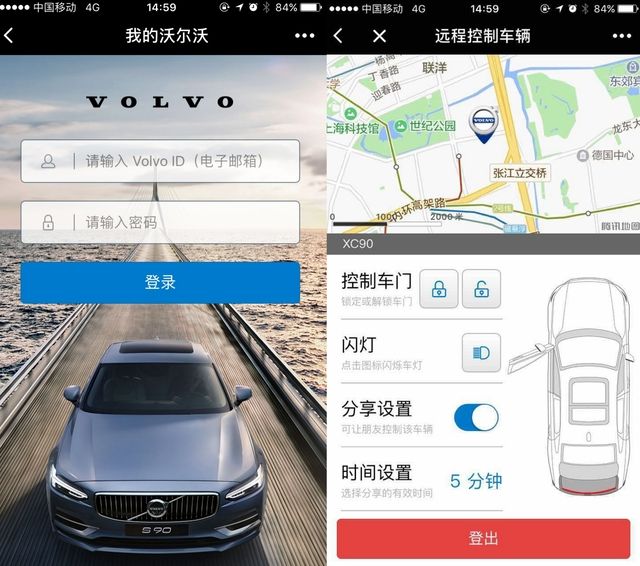 中国移动 4G 14:59 84%
我的沃尔沃
VOLVO
请输入 Volvo ID（电子邮箱）
请输入密码
登录
VOLVO
S90
中国移动 4G 14:59 84%
远程控制车辆
杨高
丁香路
迎春路
联洋
东郊宾
上海科技馆
世纪公园
龙东大
VOLVO
德国中心
张江立交桥
内环高架路
0 1000 2000 米
腾讯地图
XC90
控制车门
锁定或解锁车门
闪灯
点击图标闪烁车灯
分享设置
可让朋友控制该车辆
时间设置
5 分钟
选择分享的有效时间
登出